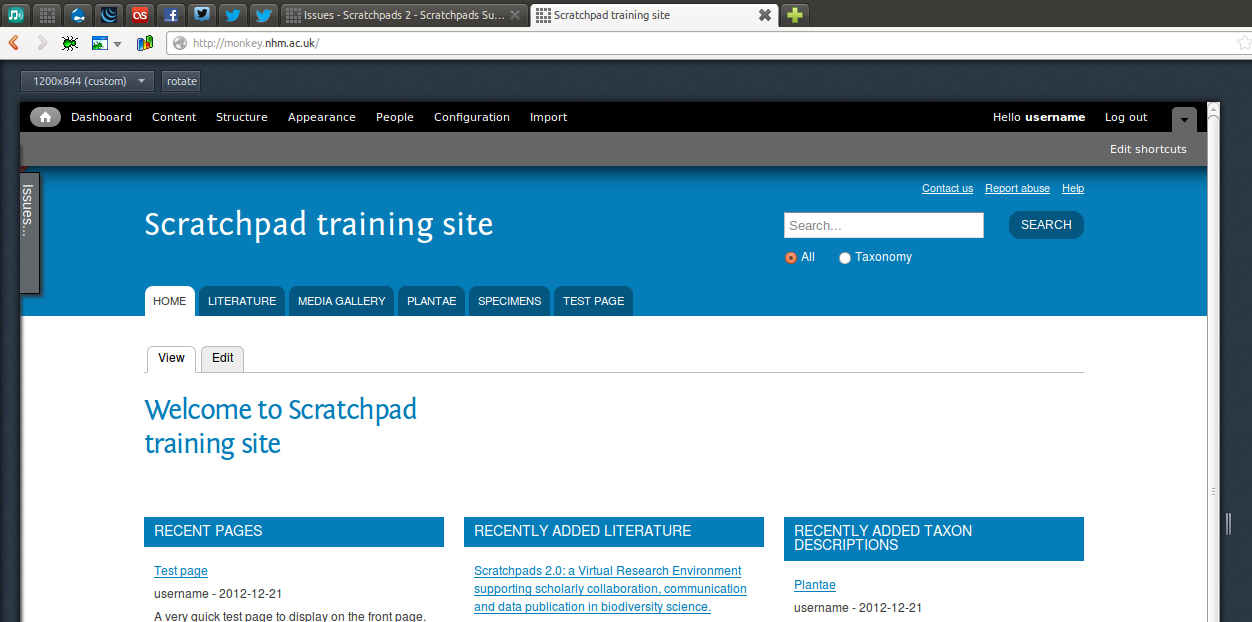 Issues - Scratchpads 2 - Scratchpads Su...
Scratchpad training site
http://monkey.nhm.ac.uk/
1200x844 (custom)
rotate
Dashboard Content Structure Appearance People Configuration Import
Hello username Log out
Edit shortcuts
Issues...
Contact us Report abuse Help
Scratchpad training site
Search...
SEARCH
All Taxonomy
HOME LITERATURE MEDIA GALLERY PLANTAE SPECIMENS TEST PAGE
View Edit
Welcome to Scratchpad
training site
RECENT PAGES
Test page
username - 2012-12-21
A very quick test page to display on the front page.
RECENTLY ADDED LITERATURE
Scratchpads 2.0: a Virtual Research Environment
supporting scholarly collaboration, communication
and data publication in biodiversity science.
RECENTLY ADDED TAXON
DESCRIPTIONS
Plantae
username - 2012-12-21